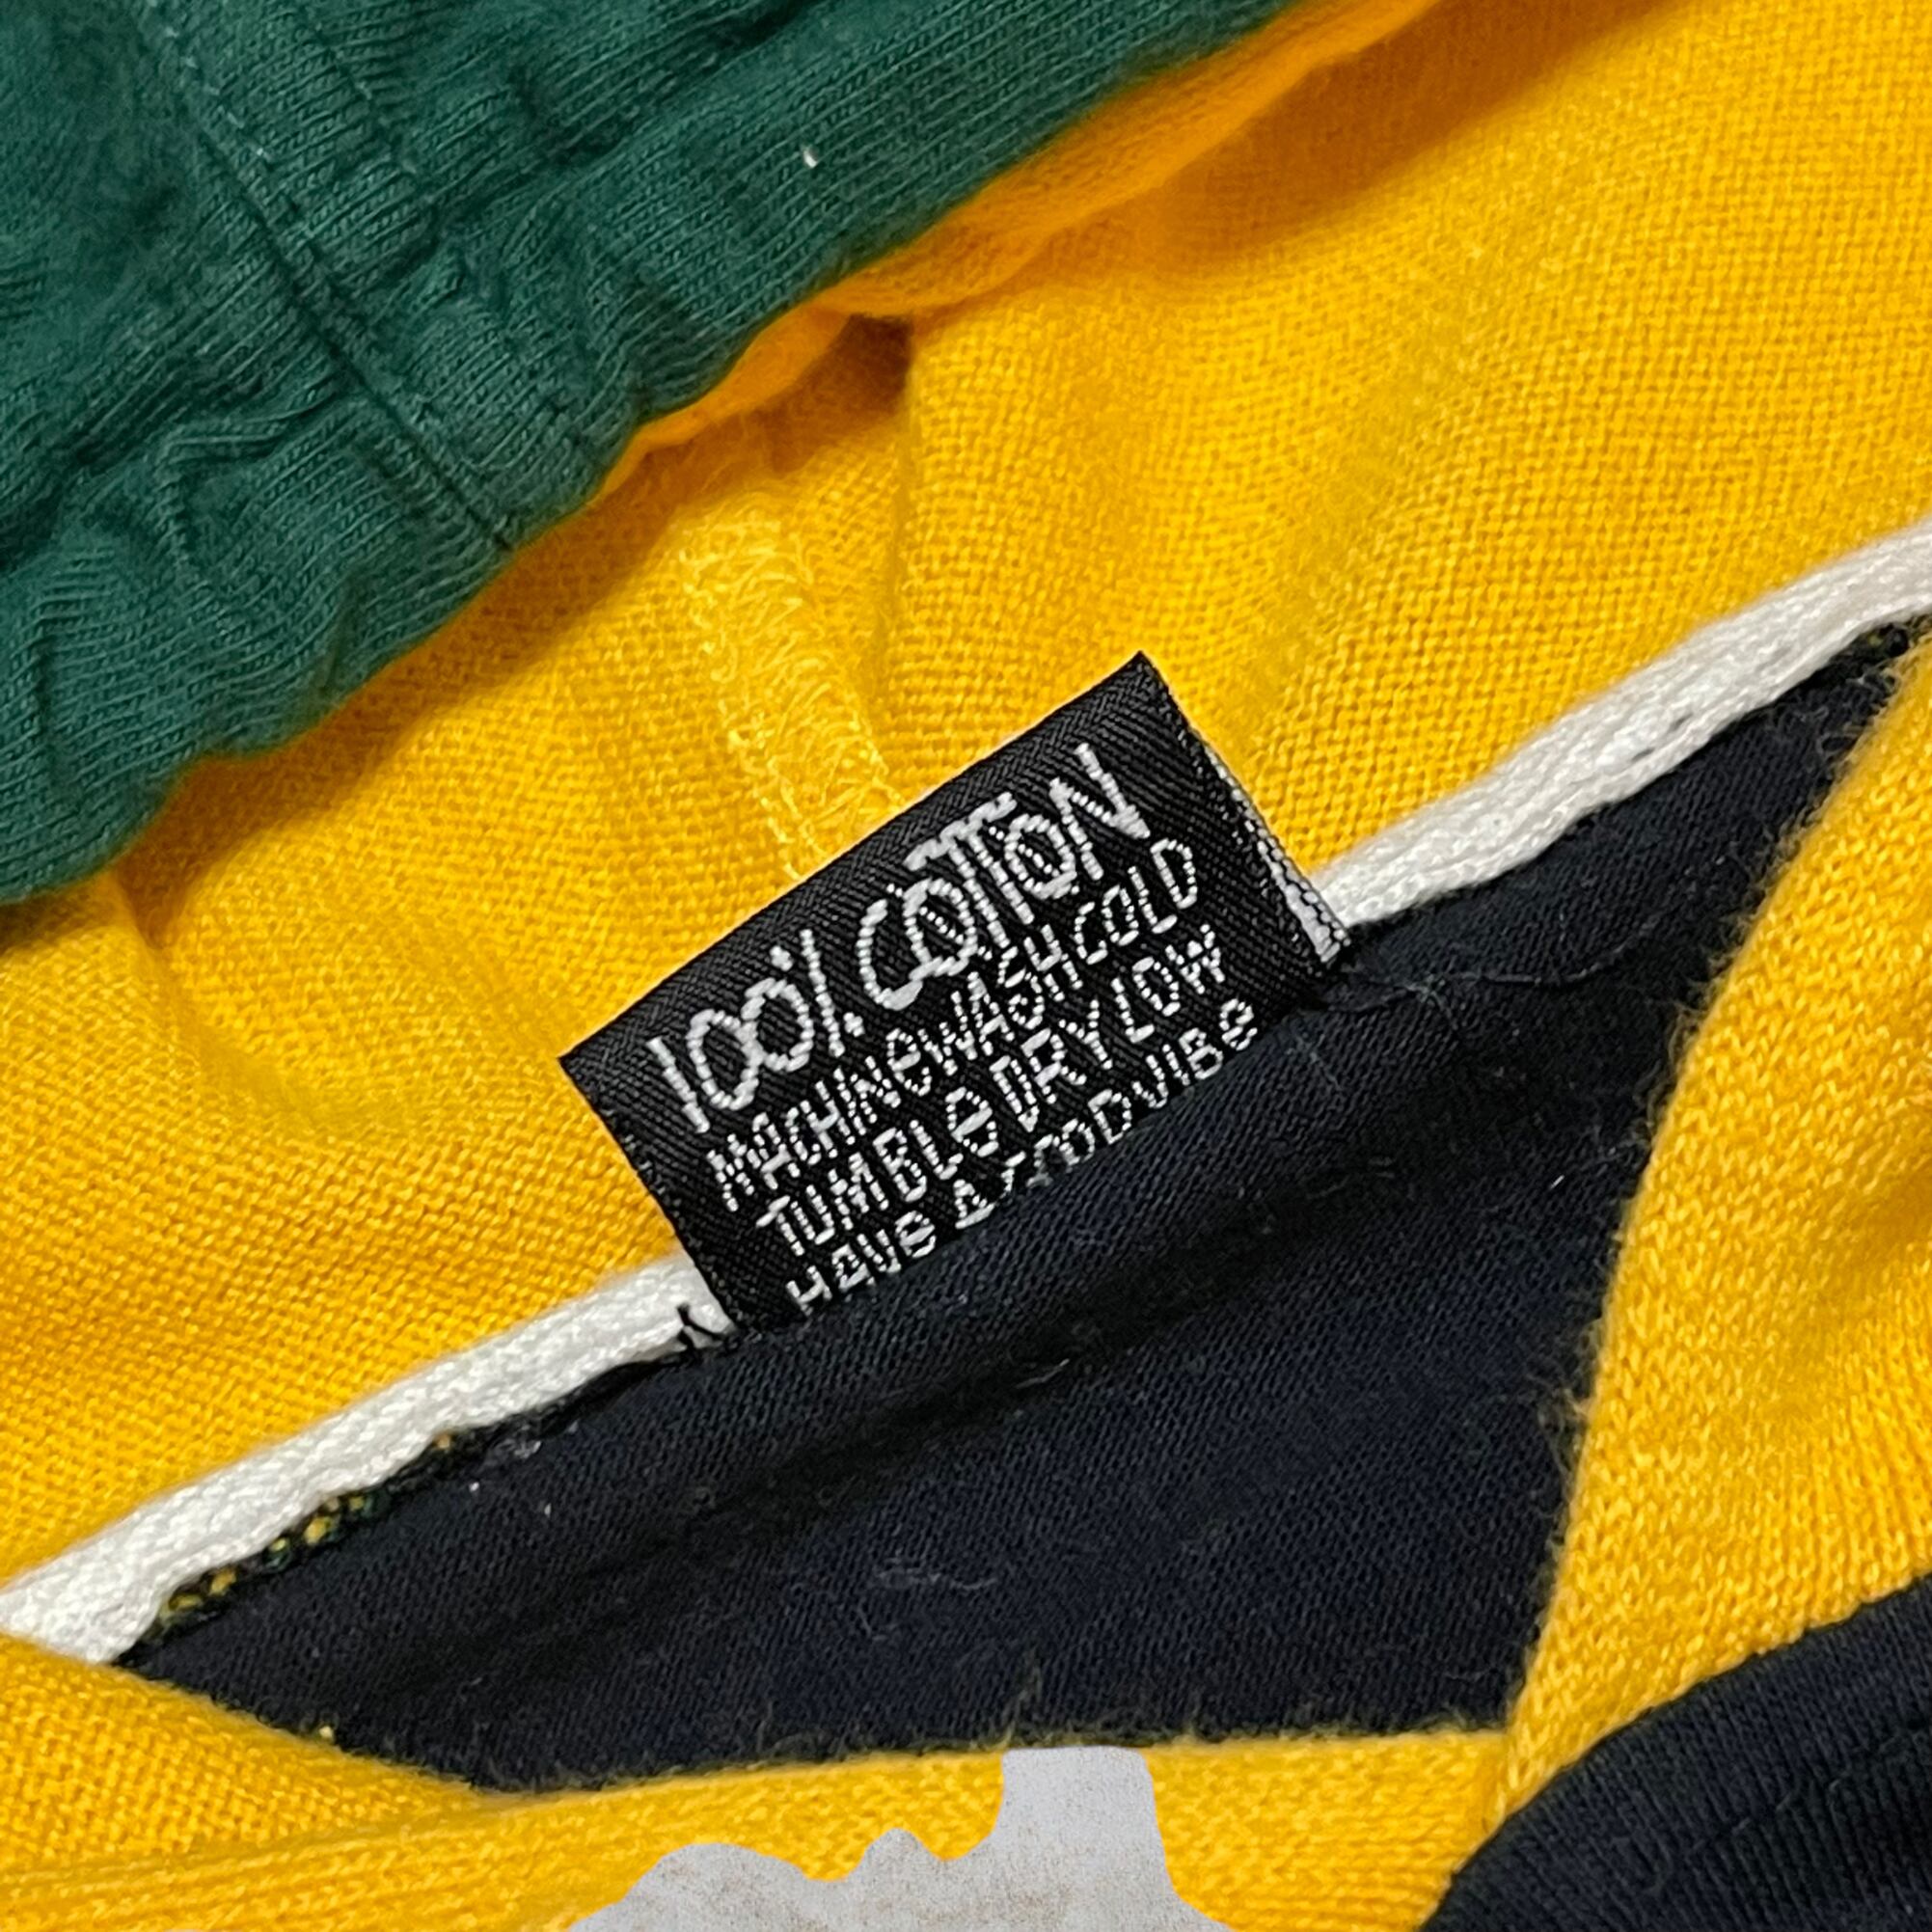 100% COTTON
MACHINe WASH COLD
TUMBLe DRY LOW
HAVe A GOOD VIBe